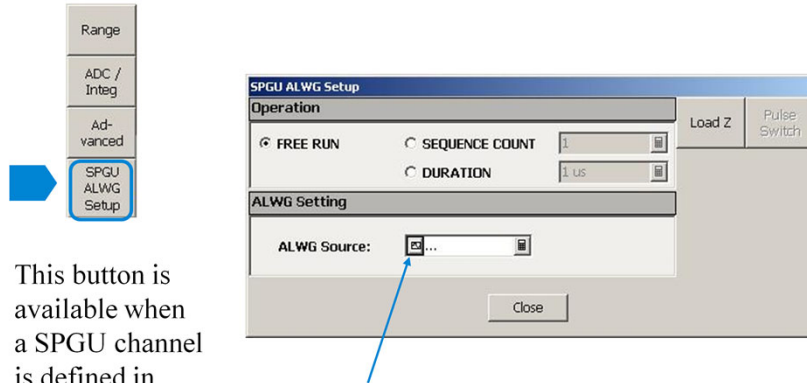 Range
ADC /
Integ
Ad-
vanced
SPGU
ALWG
Setup
This button is
available when
a SPGU channel
is defined in
SPGU ALWG Setup
Operation
FREE RUN
SEQUENCE COUNT
1
DURATION
1 us
Load Z
Pulse
Switch
ALWG Setting
ALWG Source:
...
Close